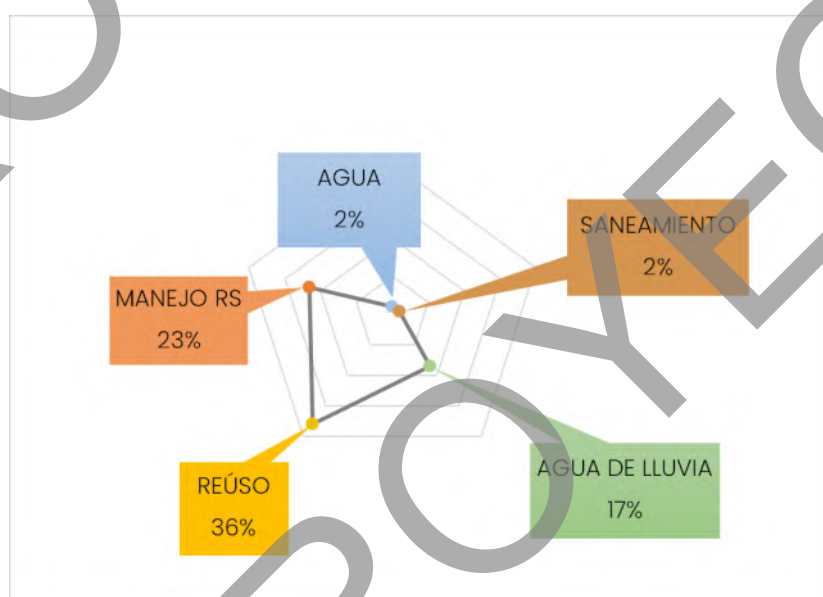 AGUA
2%
SANEAMIENTO
2%
MANEJO RS
23%
REÚSO
36%
AGUA DE LLUVIA
17%